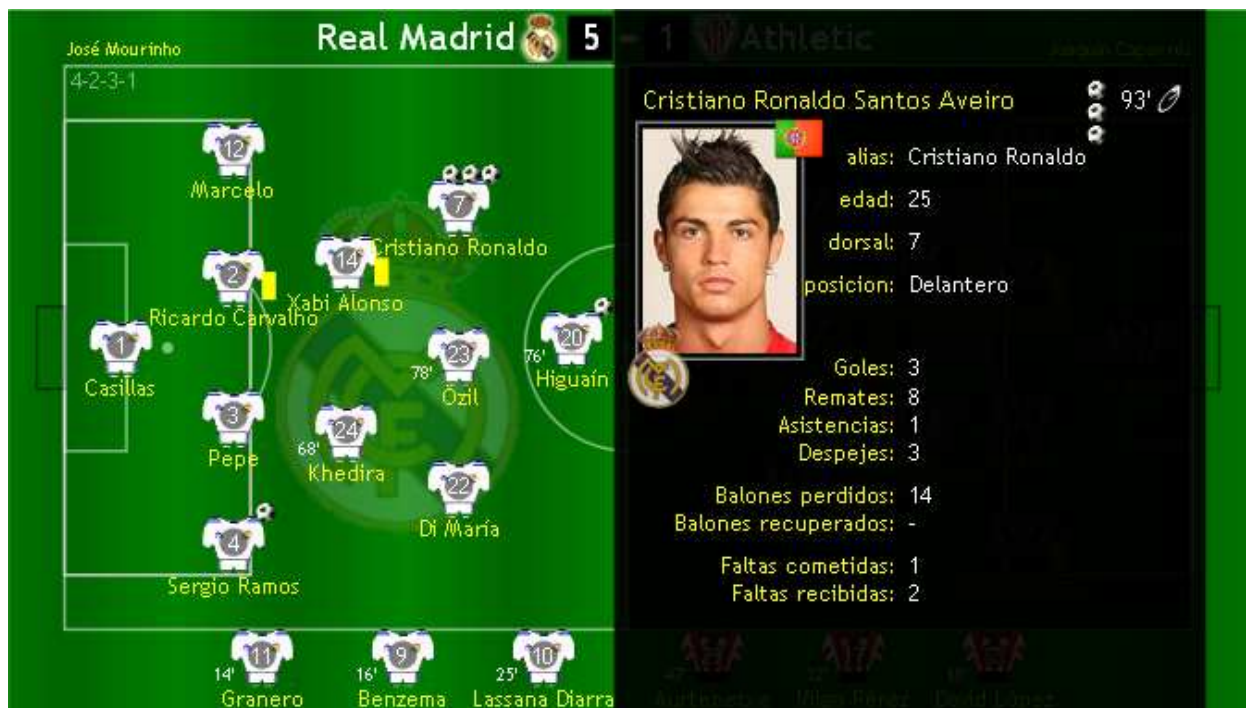 Real Madrid 5 - 1 Athletic
José Mourinho
4-2-3-1
12
Marcelo
7
Cristiano Ronaldo
2
Ricardo Carvalho
14
Xabi Alonso
1
Casillas
23
78'
Özil
20
76'
Higuaín
3
Pepe
24
68'
Khedira
22
Di María
4
Sergio Ramos
11
14'
Granero
9
16'
Benzema
10
25'
Lassana Diarra
Cristiano Ronaldo Santos Aveiro 93'
alias: Cristiano Ronaldo
edad: 25
dorsal: 7
posicion: Delantero
Goles: 3
Remates: 8
Asistencias: 1
Despejes: 3
Balones perdidos: 14
Balones recuperados: -
Faltas cometidas: 1
Faltas recibidas: 2
David López